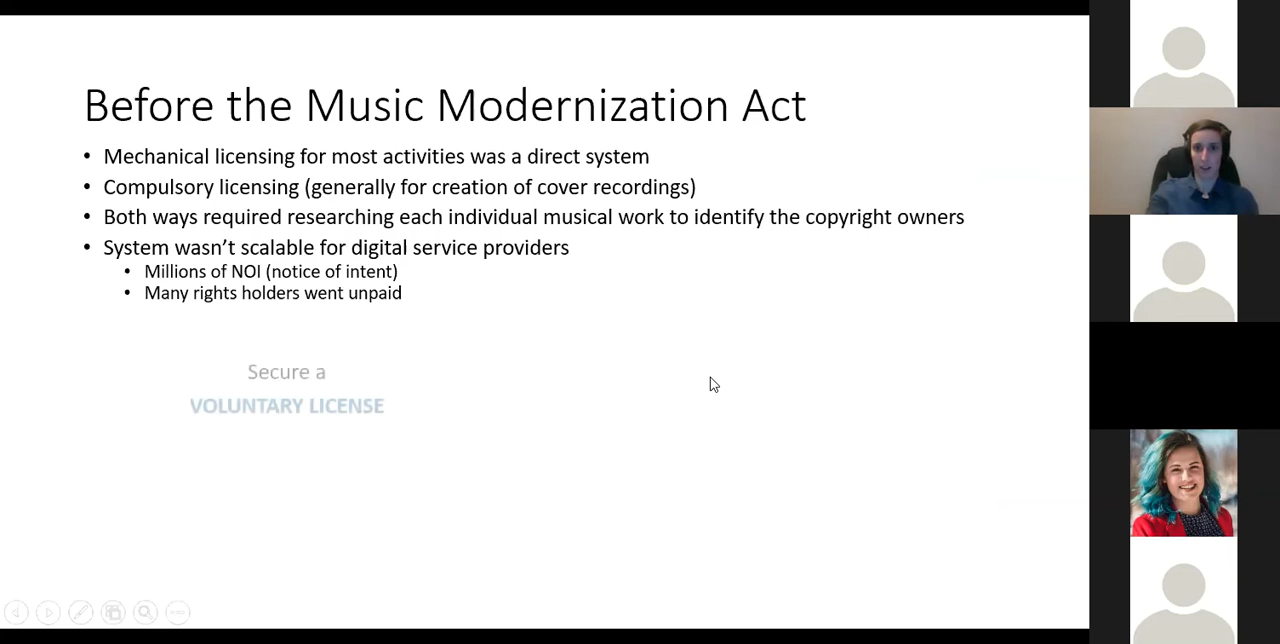 Before the Music Modernization Act
• Mechanical licensing for most activities was a direct system
• Compulsory licensing (generally for creation of cover recordings)
• Both ways required researching each individual musical work to identify the copyright owners
• System wasn’t scalable for digital service providers
• Millions of NOI (notice of intent)
• Many rights holders went unpaid
Secure a
VOLUNTARY LICENSE